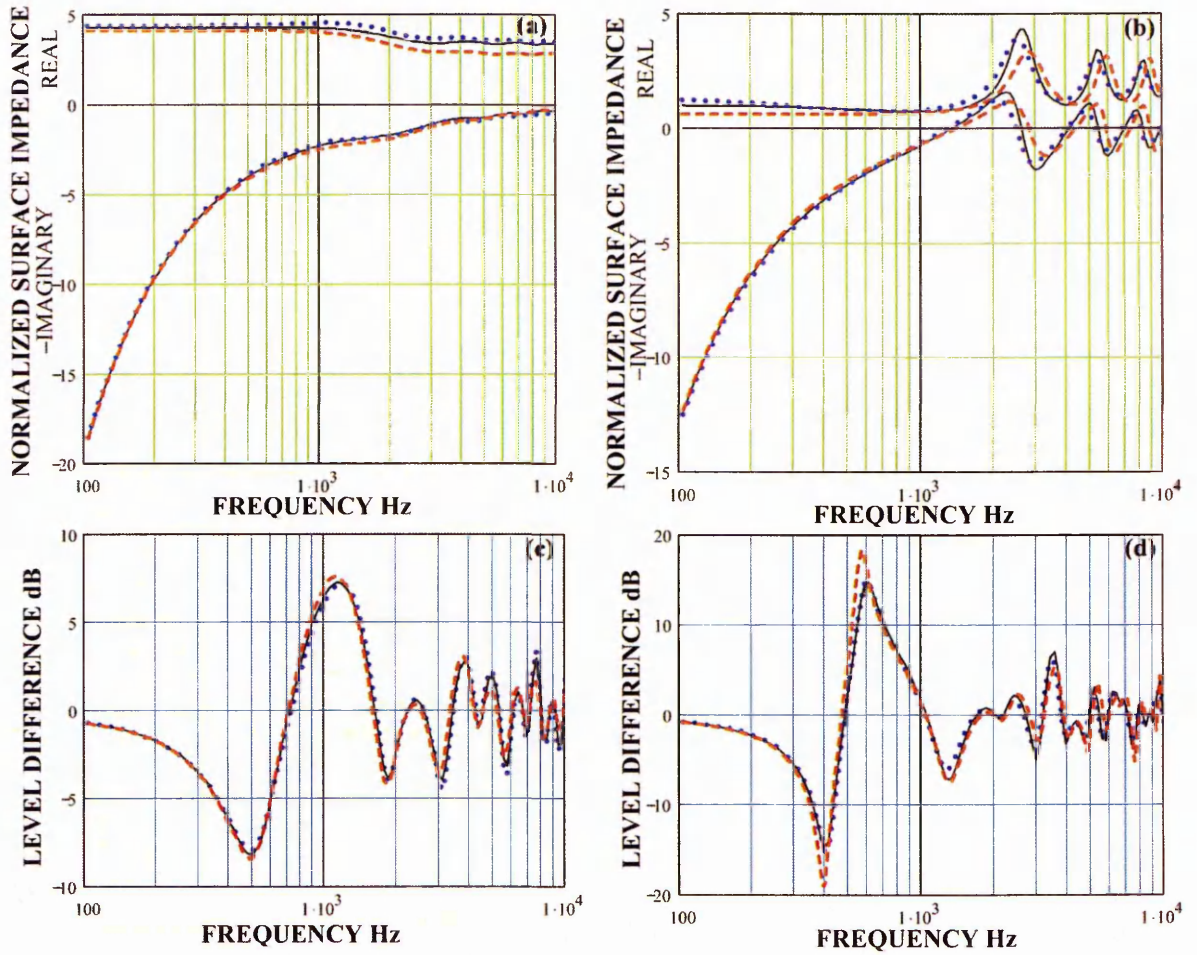 NORMALIZED SURFACE IMPEDANCE
–IMAGINARY
REAL
5
0
–5
–10
–15
–20
(a)
100
1·10³
1·10⁴
FREQUENCY Hz
NORMALIZED SURFACE IMPEDANCE
–IMAGINARY
REAL
5
0
–5
–10
–15
(b)
100
1·10³
1·10⁴
FREQUENCY Hz
LEVEL DIFFERENCE dB
10
5
0
–5
–10
(c)
100
1·10³
1·10⁴
FREQUENCY Hz
LEVEL DIFFERENCE dB
20
10
0
–10
–20
(d)
100
1·10³
1·10⁴
FREQUENCY Hz